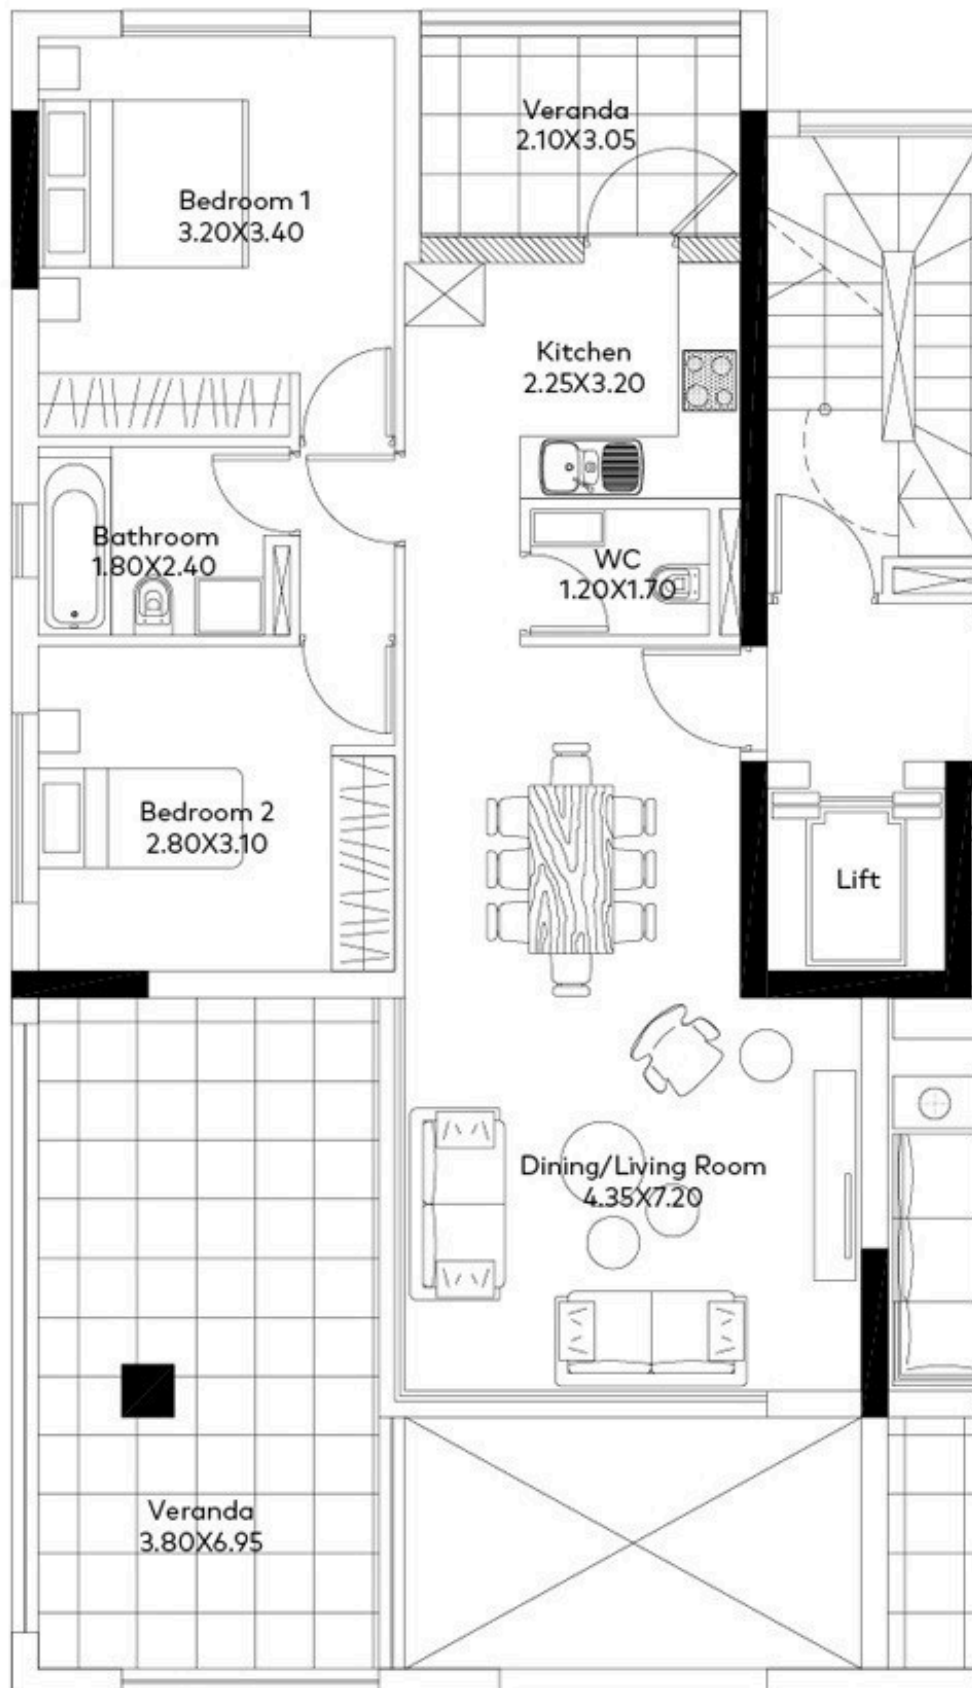 Veranda
2.10X3.05
Bedroom 1
3.20X3.40
Kitchen
2.25X3.20
Bathroom
1.80X2.40
WC
1.20X1.70
Bedroom 2
2.80X3.10
Lift
Dining/Living Room
4.35X7.20
Veranda
3.80X6.95